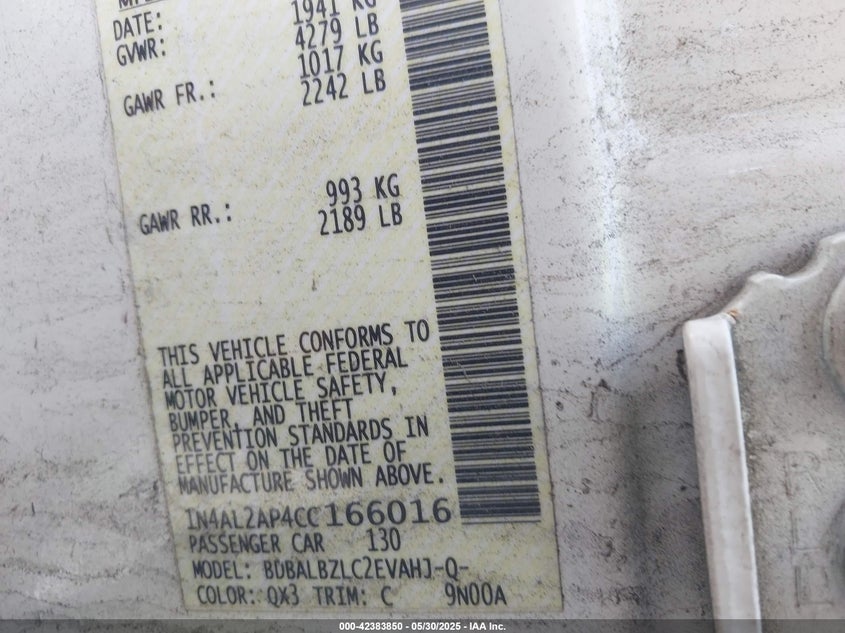 DATE: 1941 KG
GVWR: 4279 LB
1017 KG
GAWR FR.: 2242 LB
993 KG
GAWR RR.: 2189 LB
THIS VEHICLE CONFORMS TO
ALL APPLICABLE FEDERAL
MOTOR VEHICLE SAFETY,
BUMPER, AND THEFT
PREVENTION STANDARDS IN
EFFECT ON THE DATE OF
MANUFACTURE SHOWN ABOVE.
1N4AL2AP4CC166016
PASSENGER CAR 130
MODEL: BDBALBZLC2EVAHJ-Q-
COLOR: QX3 TRIM: C 9N00A
000-42383850 - 05/30/2025 - IAA Inc.